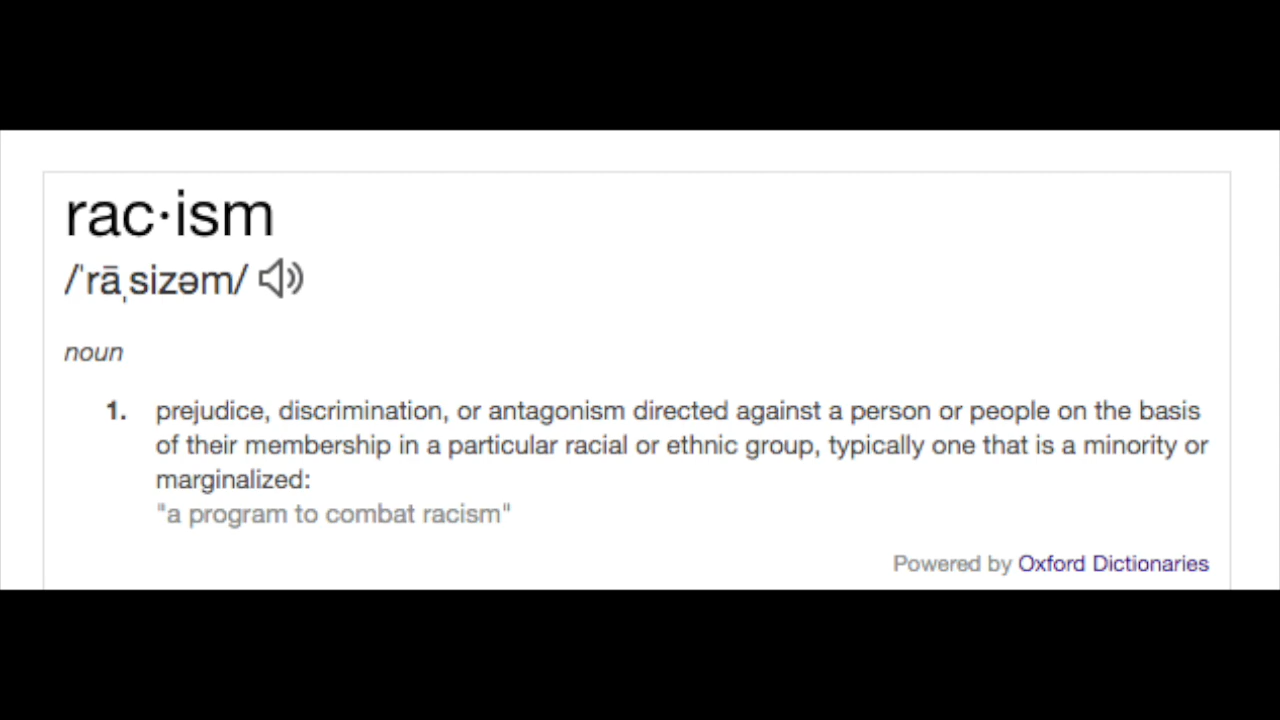 rac·ism
/ˈrāˌsizəm/
noun
1. prejudice, discrimination, or antagonism directed against a person or people on the basis
of their membership in a particular racial or ethnic group, typically one that is a minority or
marginalized:
"a program to combat racism"
Powered by Oxford Dictionaries